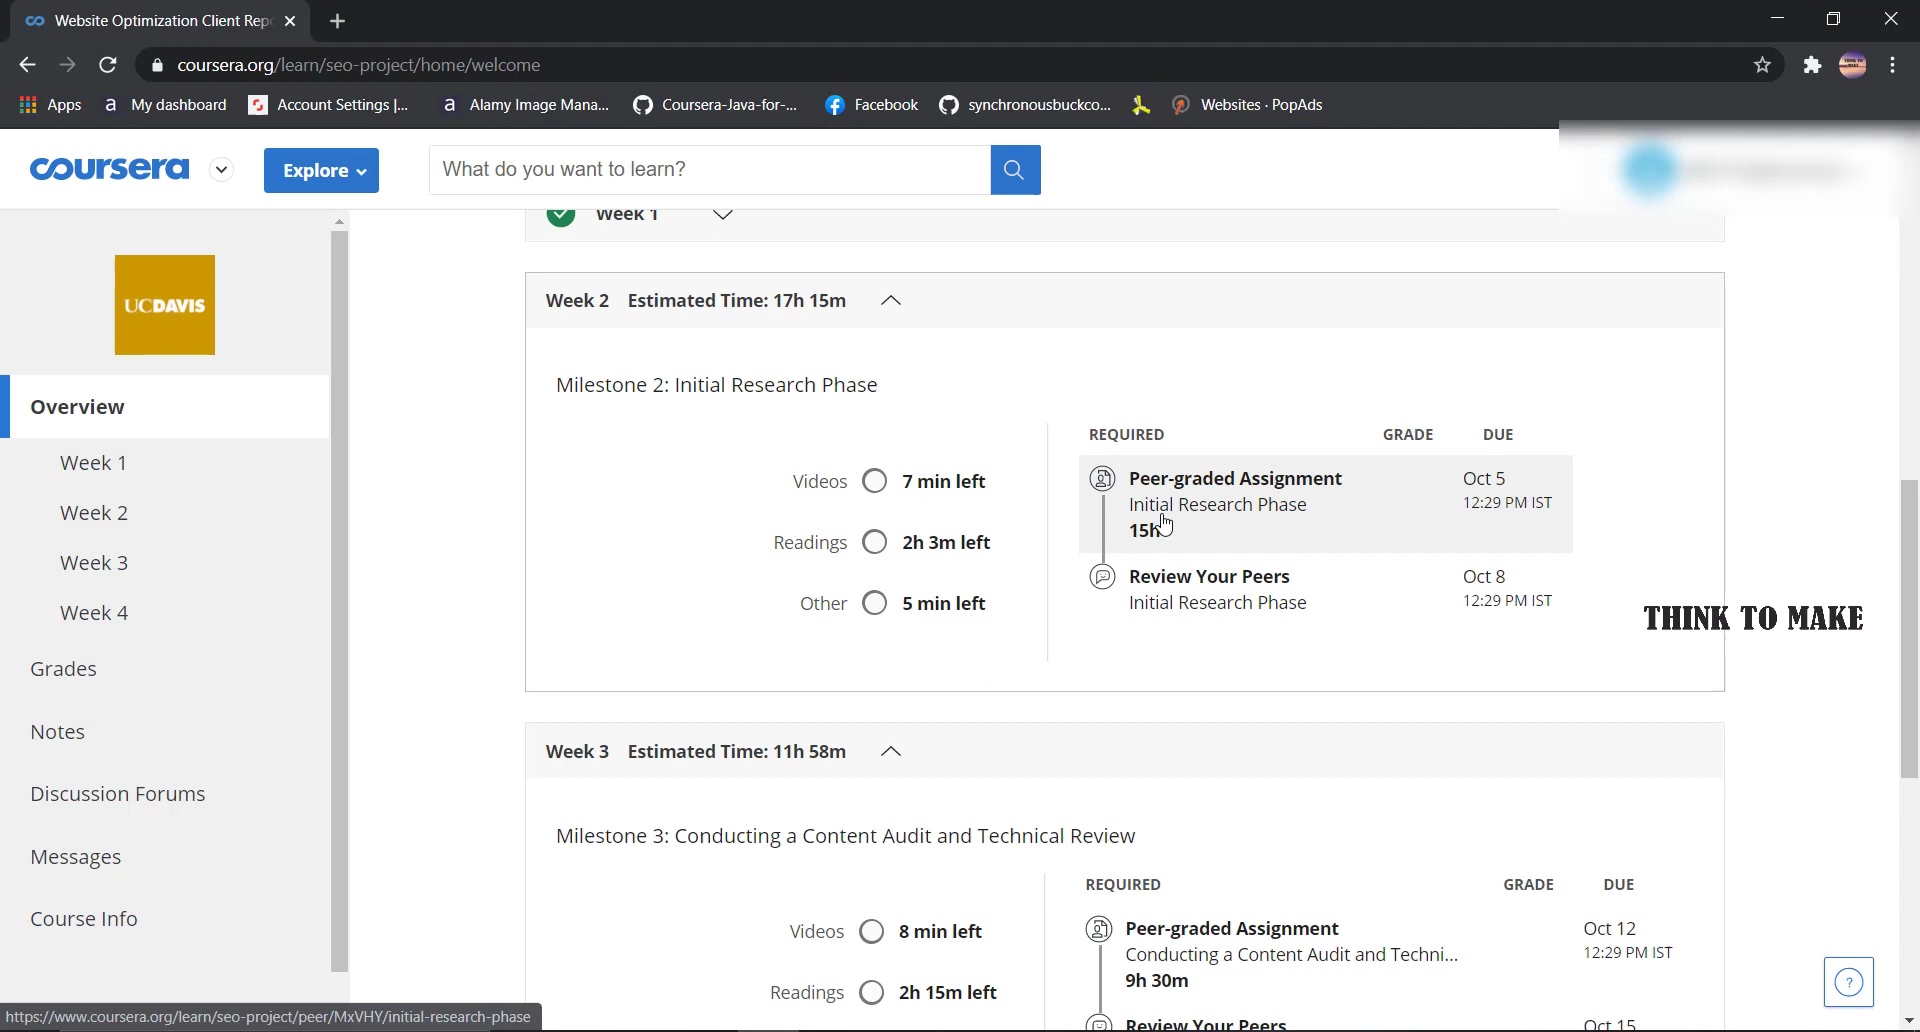 Website Optimization Client Rep
coursera.org/learn/seo-project/home/welcome
Apps My dashboard Account Settings |... Alamy Image Mana... Coursera-Java-for-... Facebook synchronousbuckco... Websites · PopAds
coursera Explore What do you want to learn?
Week 1
UCDAVIS
Week 2 Estimated Time: 17h 15m
Milestone 2: Initial Research Phase
Overview
REQUIRED GRADE DUE
Week 1
Videos 7 min left
Peer-graded Assignment Oct 5
Initial Research Phase 12:29 PM IST
15h
Week 2
Readings 2h 3m left
Week 3
Review Your Peers Oct 8
Initial Research Phase 12:29 PM IST
Other 5 min left
Week 4
THINK TO MAKE
Grades
Notes
Week 3 Estimated Time: 11h 58m
Discussion Forums
Milestone 3: Conducting a Content Audit and Technical Review
Messages
REQUIRED GRADE DUE
Course Info
Videos 8 min left
Peer-graded Assignment Oct 12
Conducting a Content Audit and Techni... 12:29 PM IST
9h 30m
Readings 2h 15m left
Review Your Peers Oct 15
?
https://www.coursera.org/learn/seo-project/peer/MxVHY/initial-research-phase